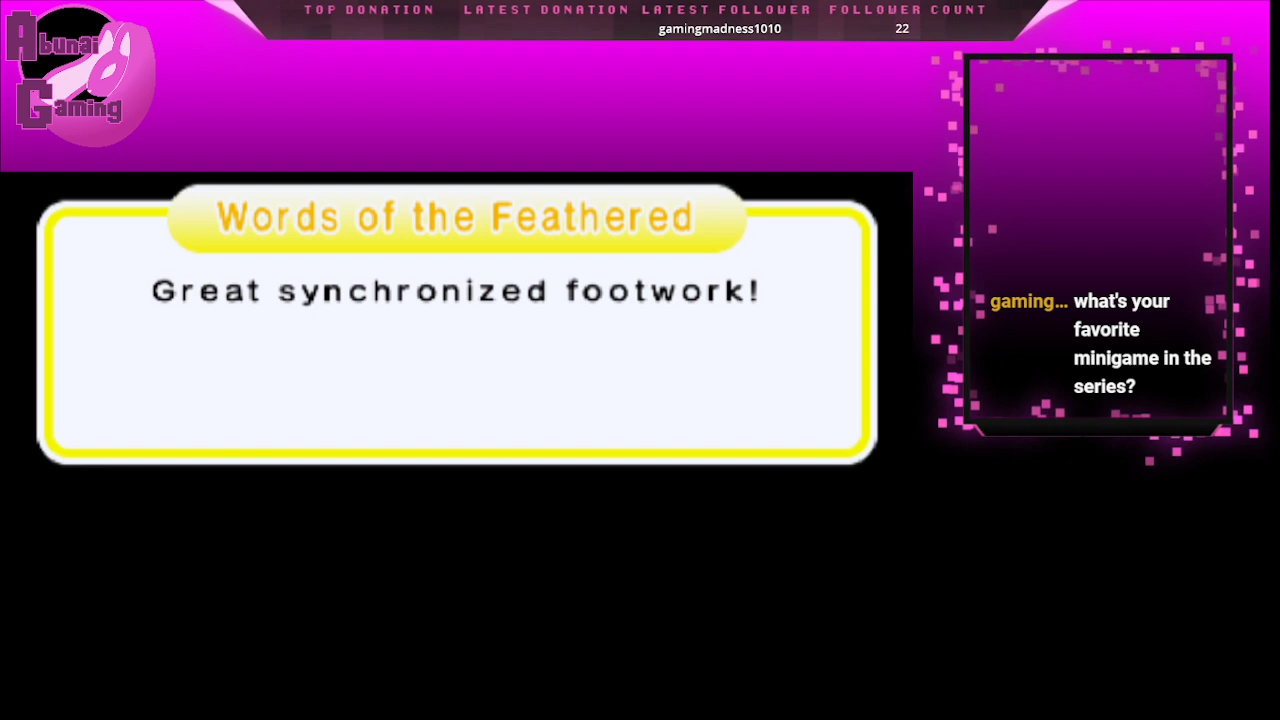 TOP DONATION LATEST DONATION LATEST FOLLOWER FOLLOWER COUNT
gamingmadness1010 22
Abunai
Gaming
Words of the Feathered
Great synchronized footwork!
gaming... what's your
favorite
minigame in the
series?